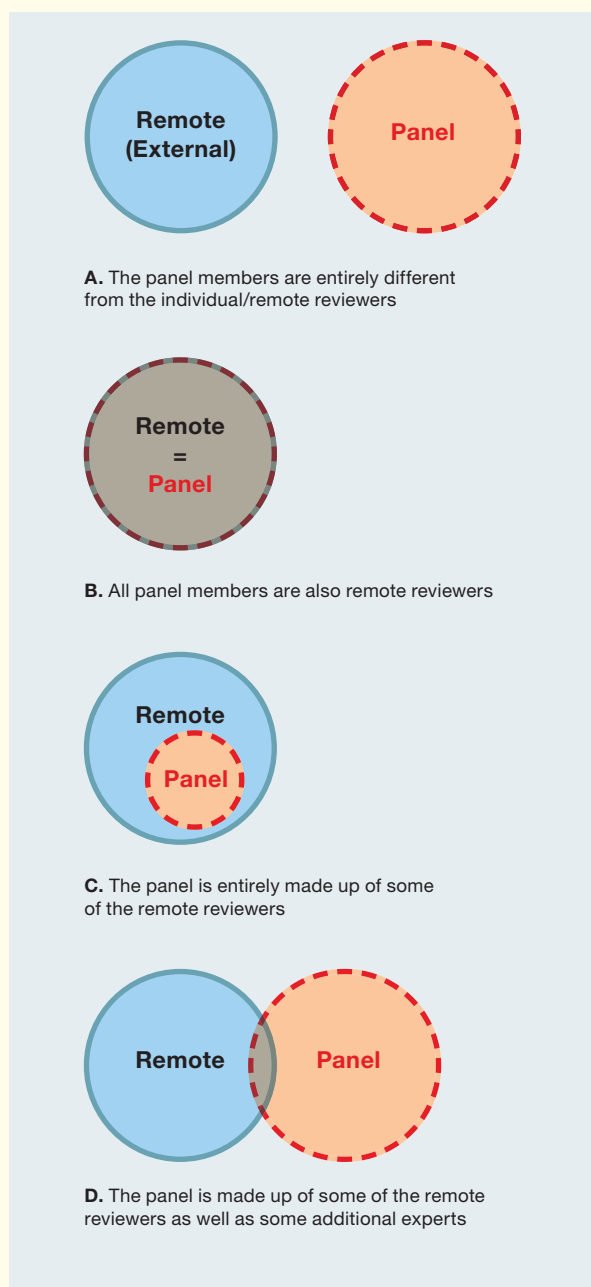 Remote
(External)
Panel
A. The panel members are entirely different
from the individual/remote reviewers
Remote
=
Panel
B. All panel members are also remote reviewers
Remote
Panel
C. The panel is entirely made up of some
of the remote reviewers
Remote
Panel
D. The panel is made up of some of the remote
reviewers as well as some additional experts